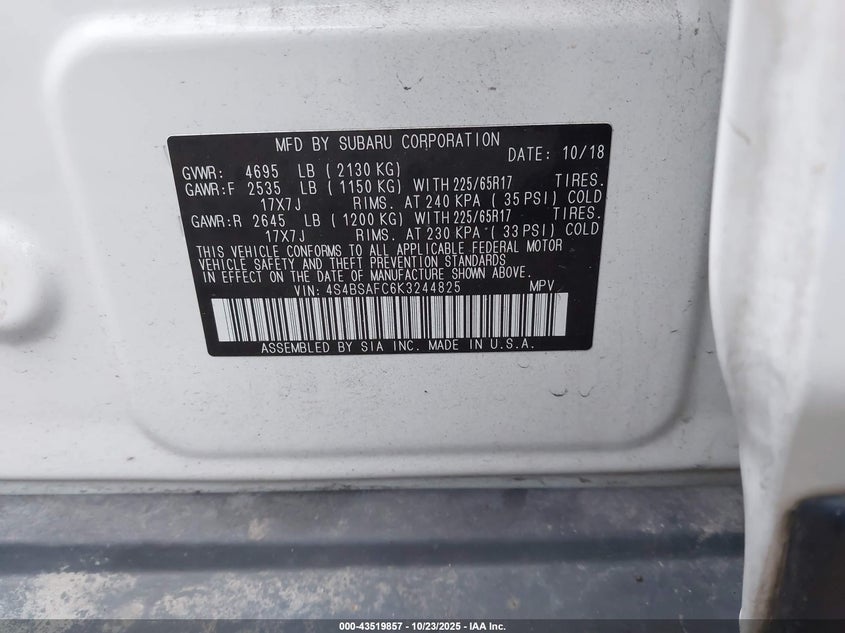 MFD BY SUBARU CORPORATION
DATE: 10/18
GVWR: 4695 LB ( 2130 KG)
GAWR:F 2535 LB ( 1150 KG) WITH 225/65R17 TIRES.
17X7J RIMS. AT 240 KPA ( 35 PSI) COLD
GAWR:R 2645 LB ( 1200 KG) WITH 225/65R17 TIRES.
17X7J RIMS. AT 230 KPA ( 33 PSI) COLD
THIS VEHICLE CONFORMS TO ALL APPLICABLE FEDERAL MOTOR
VEHICLE SAFETY AND THEFT PREVENTION STANDARDS
IN EFFECT ON THE DATE OF MANUFACTURE SHOWN ABOVE.
VIN: 4S4BSAFC6K3244825 MPV
ASSEMBLED BY SIA INC. MADE IN U.S.A.
000-43519857 - 10/23/2025 - IAA Inc.